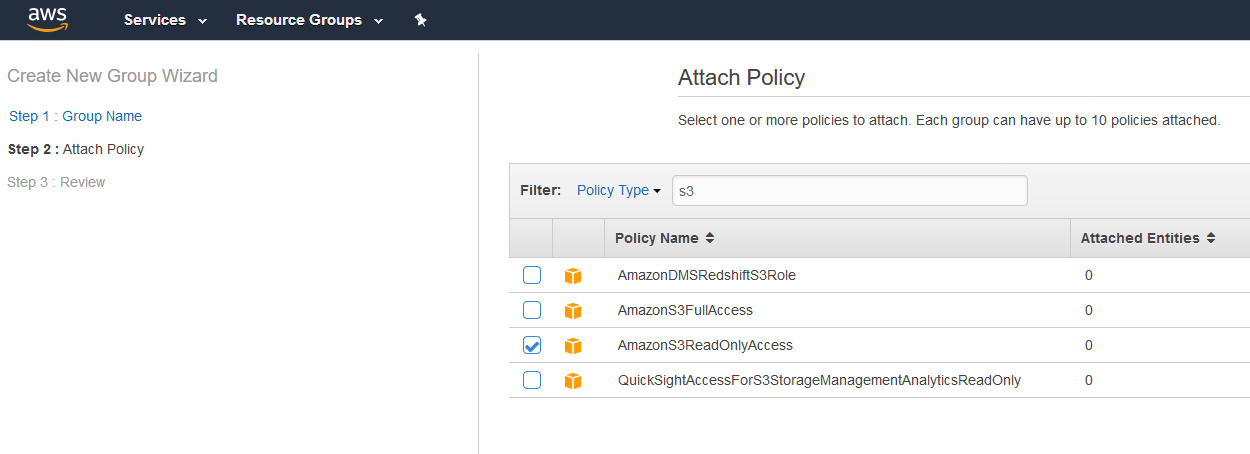 aws Services Resource Groups
Create New Group Wizard
Step 1 : Group Name
Step 2 : Attach Policy
Step 3 : Review
Attach Policy
Select one or more policies to attach. Each group can have up to 10 policies attached.
Filter: Policy Type s3
Policy Name Attached Entities
AmazonDMSRedshiftS3Role 0
AmazonS3FullAccess 0
AmazonS3ReadOnlyAccess 0
QuickSightAccessForS3StorageManagementAnalyticsReadOnly 0